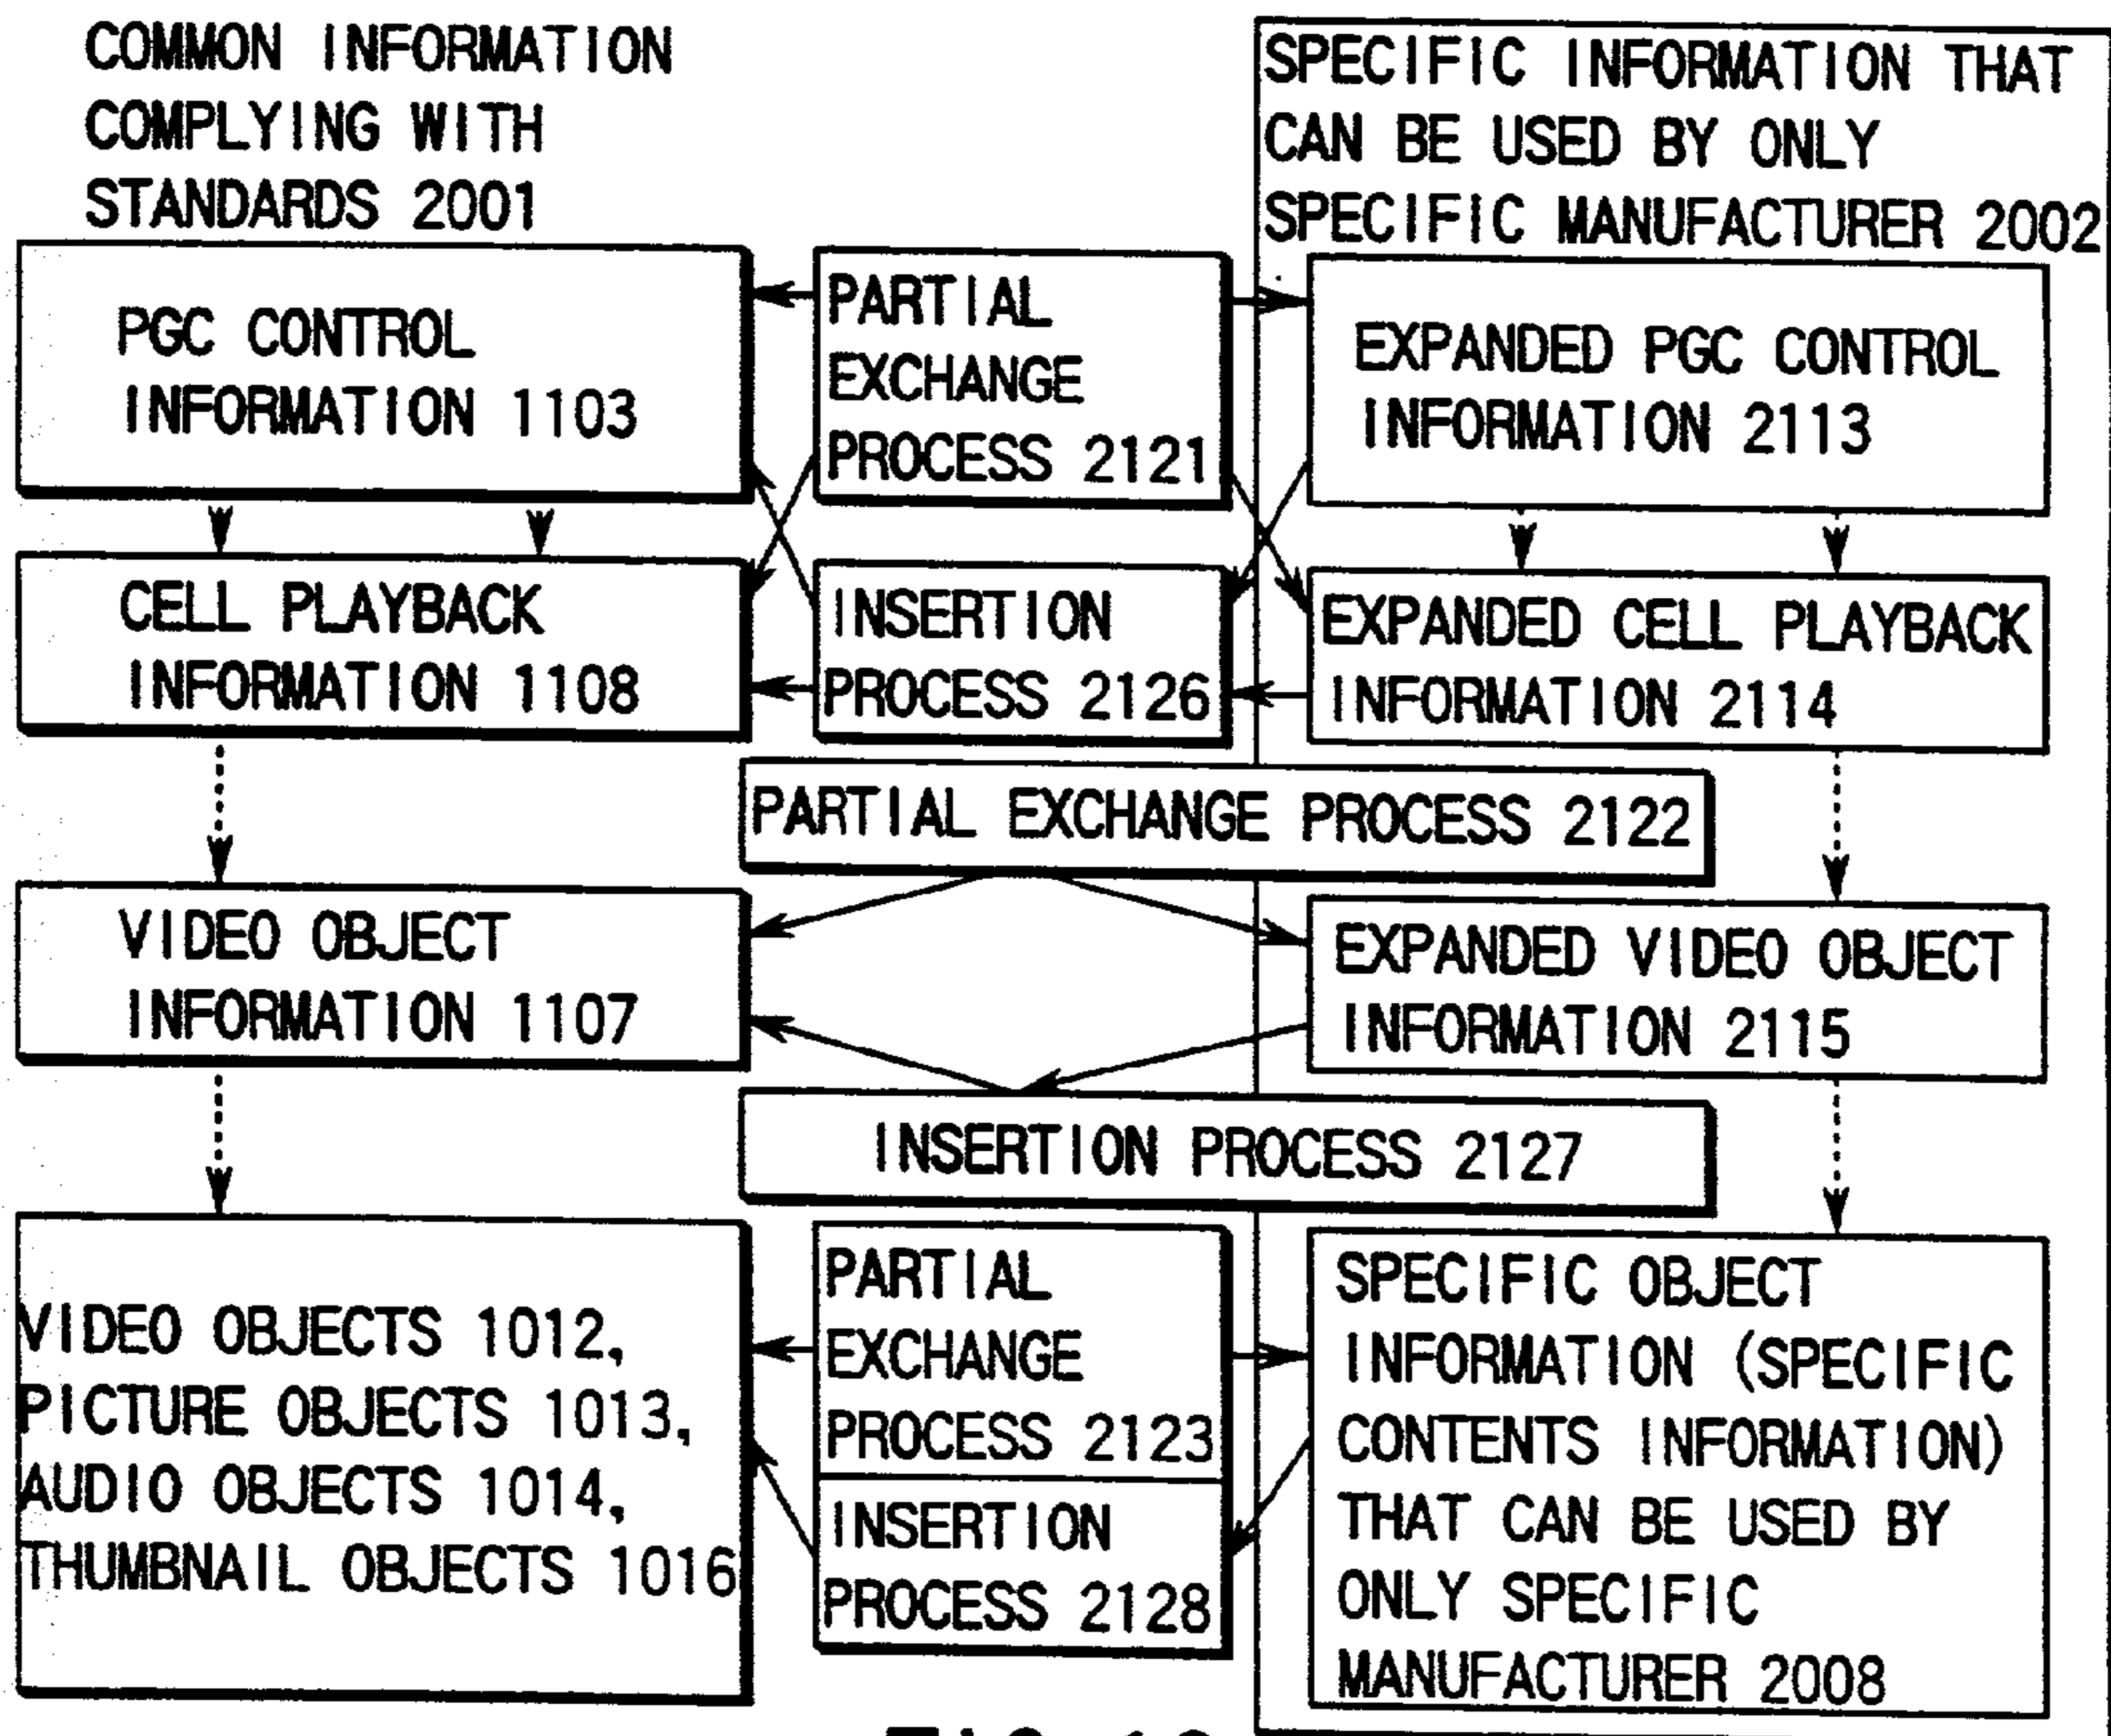 COMMON INFORMATION
COMPLYING WITH
STANDARDS 2001
SPECIFIC INFORMATION THAT
CAN BE USED BY ONLY
SPECIFIC MANUFACTURER 2002
PGC CONTROL
INFORMATION 1103
PARTIAL
EXCHANGE
PROCESS 2121
EXPANDED PGC CONTROL
INFORMATION 2113
CELL PLAYBACK
INFORMATION 1108
INSERTION
PROCESS 2126
EXPANDED CELL PLAYBACK
INFORMATION 2114
PARTIAL EXCHANGE PROCESS 2122
VIDEO OBJECT
INFORMATION 1107
EXPANDED VIDEO OBJECT
INFORMATION 2115
INSERTION PROCESS 2127
VIDEO OBJECTS 1012,
PICTURE OBJECTS 1013,
AUDIO OBJECTS 1014,
THUMBNAIL OBJECTS 1016
PARTIAL
EXCHANGE
PROCESS 2123
INSERTION
PROCESS 2128
SPECIFIC OBJECT
INFORMATION (SPECIFIC
CONTENTS INFORMATION)
THAT CAN BE USED BY
ONLY SPECIFIC
MANUFACTURER 2008